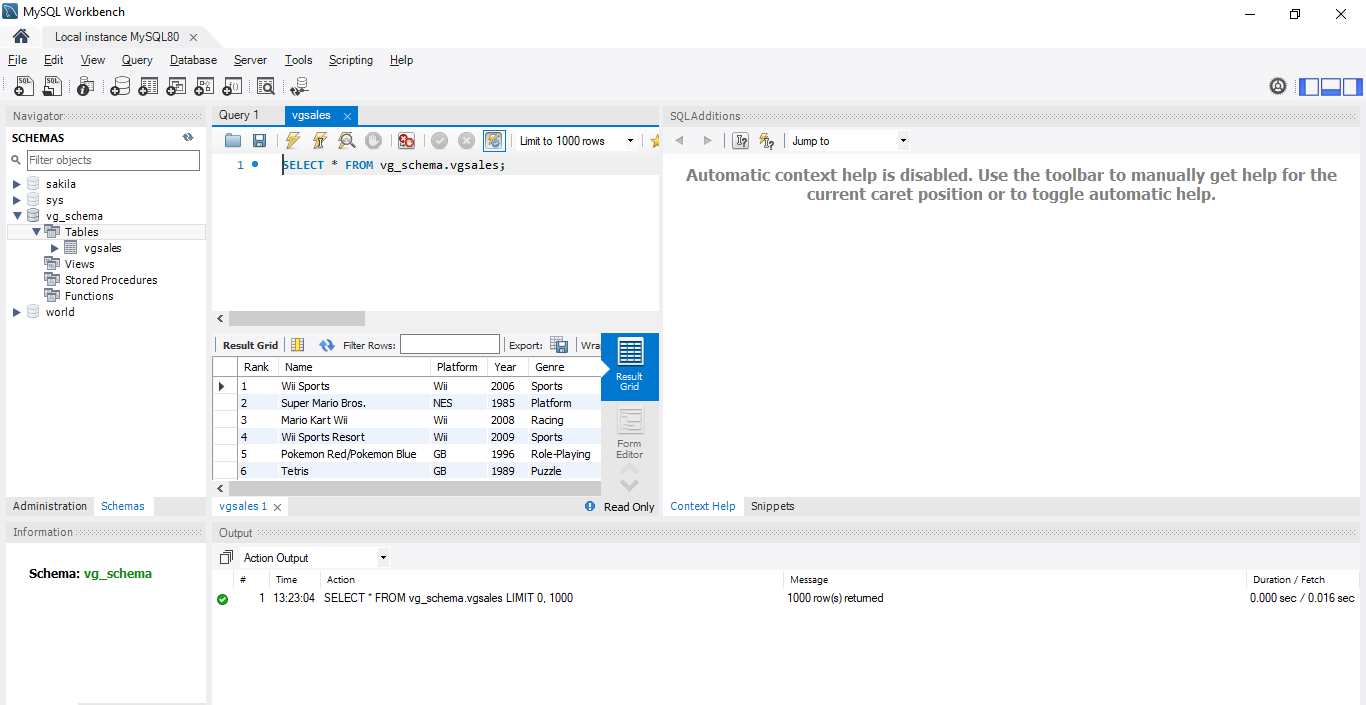 MySQL Workbench
Local instance MySQL80
File Edit View Query Database Server Tools Scripting Help
Navigator
SCHEMAS
Filter objects
sakila
sys
vg_schema
Tables
vgsales
Views
Stored Procedures
Functions
world
Administration Schemas
Information
Schema: vg_schema
Query 1 vgsales
Limit to 1000 rows
1 SELECT * FROM vg_schema.vgsales;
Result Grid Filter Rows: Export: Wrap
Rank Name Platform Year Genre
1 Wii Sports Wii 2006 Sports
2 Super Mario Bros. NES 1985 Platform
3 Mario Kart Wii Wii 2008 Racing
4 Wii Sports Resort Wii 2009 Sports
5 Pokemon Red/Pokemon Blue GB 1996 Role-Playing
6 Tetris GB 1989 Puzzle
Result
Grid
Form
Editor
vgsales 1 Read Only
SQLAdditions
Jump to
Automatic context help is disabled. Use the toolbar to manually get help for the
current caret position or to toggle automatic help.
Context Help Snippets
Output
Action Output
# Time Action Message Duration / Fetch
1 13:23:04 SELECT * FROM vg_schema.vgsales LIMIT 0, 1000 1000 row(s) returned 0.000 sec / 0.016 sec